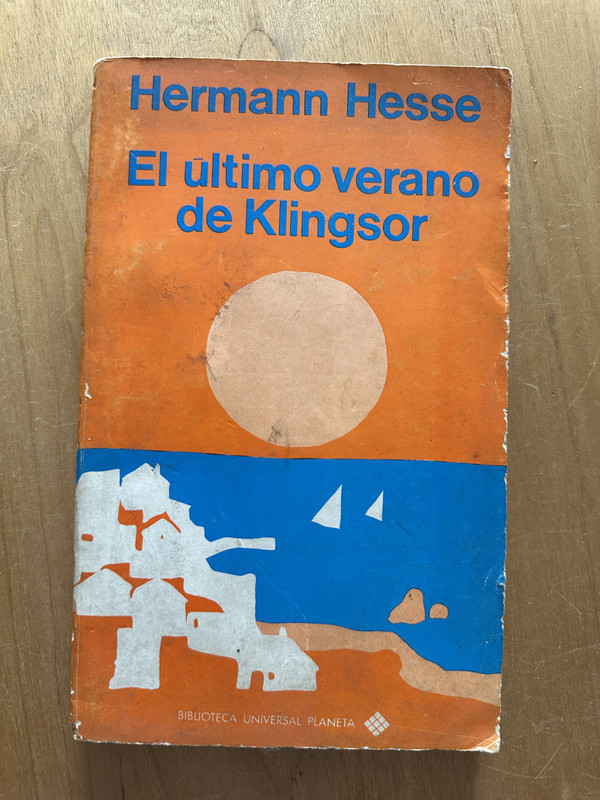 Hermann Hesse
El último verano
de Klingsor
BIBLIOTECA UNIVERSAL PLANETA